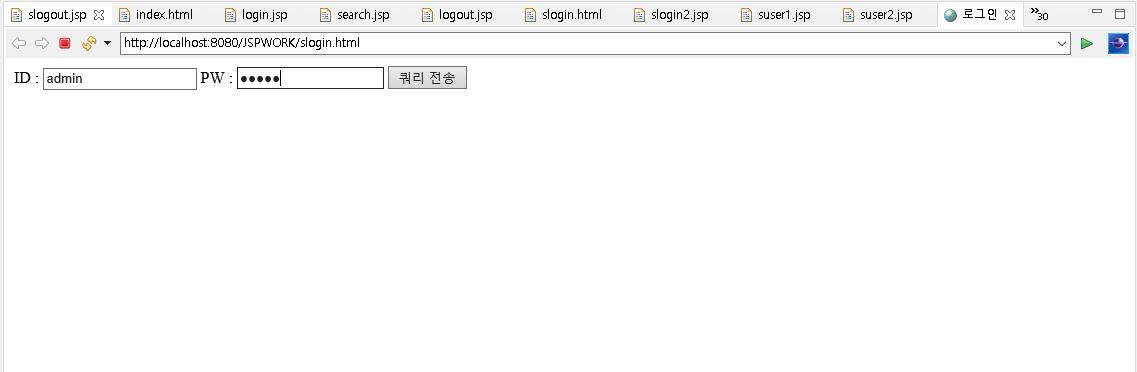 slogout.jsp index.html login.jsp search.jsp logout.jsp slogin.html slogin2.jsp suser1.jsp suser2.jsp 로그인 »30
http://localhost:8080/JSPWORK/slogin.html
ID : admin PW : ●●●●● 쿼리 전송